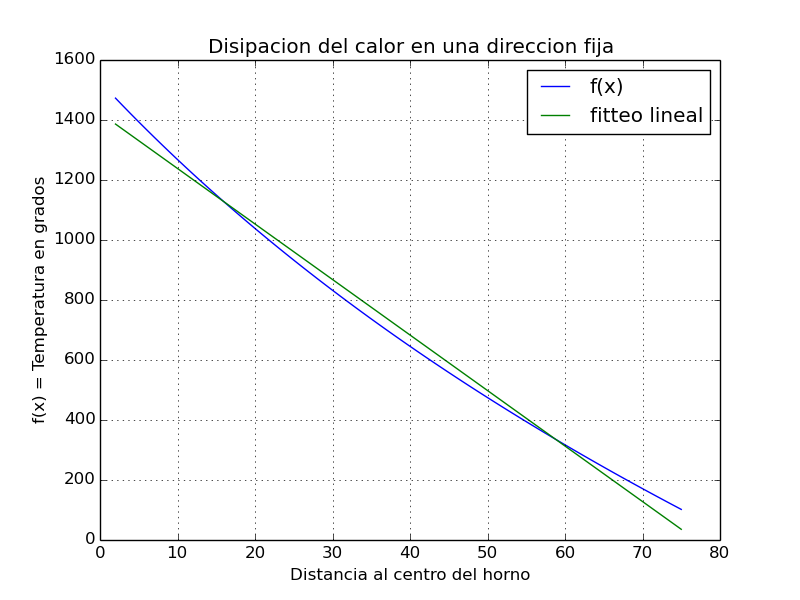 Disipacion del calor en una direccion fija
f(x)
fitteo lineal
f(x) = Temperatura en grados
1600
1400
1200
1000
800
600
400
200
0
0 10 20 30 40 50 60 70 80
Distancia al centro del horno